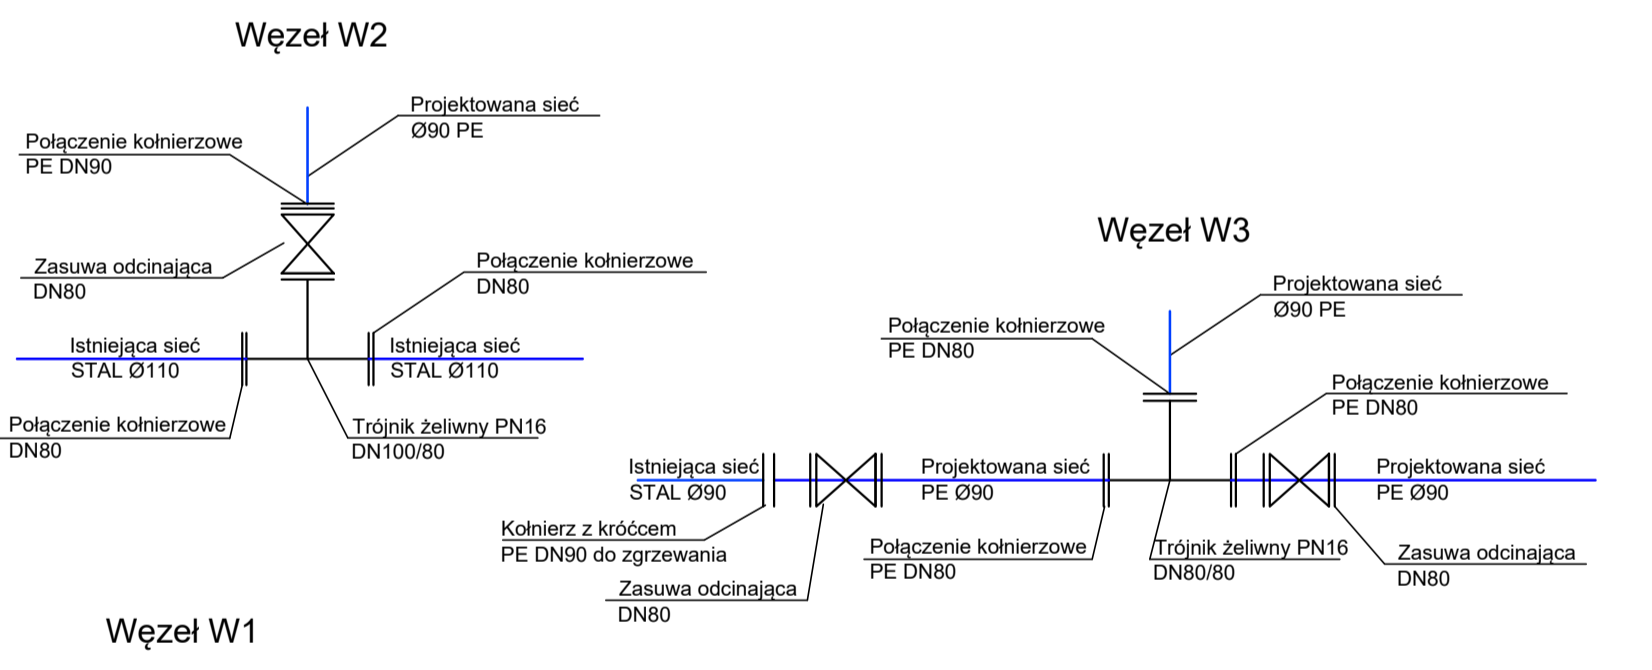 Węzeł W2
Projektowana sieć
Ø90 PE
Połączenie kołnierzowe
PE DN90
Zasuwa odcinająca
DN80
Połączenie kołnierzowe
DN80
Istniejąca sieć
STAL Ø110
Istniejąca sieć
STAL Ø110
Połączenie kołnierzowe
DN80
Trójnik żeliwny PN16
DN100/80
Węzeł W3
Projektowana sieć
Ø90 PE
Połączenie kołnierzowe
PE DN80
Połączenie kołnierzowe
PE DN80
Istniejąca sieć
STAL Ø90
Projektowana sieć
PE Ø90
Projektowana sieć
PE Ø90
Kołnierz z króćcem
PE DN90 do zgrzewania
Połączenie kołnierzowe
PE DN80
Trójnik żeliwny PN16
DN80/80
Zasuwa odcinająca
DN80
Zasuwa odcinająca
DN80
Węzeł W1